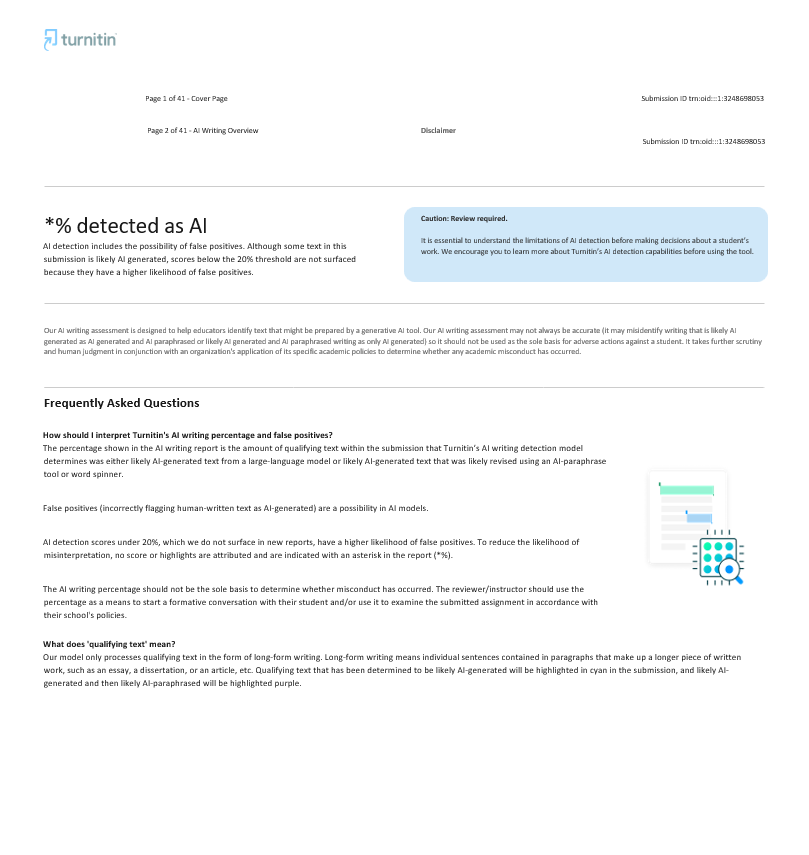 turnitin
Page 1 of 41 - Cover Page
Submission ID trn:oid:::1:3248698053
Page 2 of 41 - AI Writing Overview
Disclaimer
Submission ID trn:oid:::1:3248698053
*% detected as AI
AI detection includes the possibility of false positives. Although some text in this
submission is likely AI generated, scores below the 20% threshold are not surfaced
because they have a higher likelihood of false positives.
Caution: Review required.
It is essential to understand the limitations of AI detection before making decisions about a student's
work. We encourage you to learn more about Turnitin's AI detection capabilities before using the tool.
Our AI writing assessment is designed to help educators identify text that might be prepared by a generative AI tool. Our AI writing assessment may not always be accurate (it may misidentify writing that is likely AI
generated as AI generated and AI paraphrased or likely AI generated and AI paraphrased writing as only AI generated) so it should not be used as the sole basis for adverse actions against a student. It takes further scrutiny
and human judgment in conjunction with an organization's application of its specific academic policies to determine whether any academic misconduct has occurred.
Frequently Asked Questions
How should I interpret Turnitin's AI writing percentage and false positives?
The percentage shown in the AI writing report is the amount of qualifying text within the submission that Turnitin's AI writing detection model
determines was either likely AI-generated text from a large-language model or likely AI-generated text that was likely revised using an AI-paraphrase
tool or word spinner.
False positives (incorrectly flagging human-written text as AI-generated) are a possibility in AI models.
AI detection scores under 20%, which we do not surface in new reports, have a higher likelihood of false positives. To reduce the likelihood of
misinterpretation, no score or highlights are attributed and are indicated with an asterisk in the report (*%).
The AI writing percentage should not be the sole basis to determine whether misconduct has occurred. The reviewer/instructor should use the
percentage as a means to start a formative conversation with their student and/or use it to examine the submitted assignment in accordance with
their school's policies.
What does 'qualifying text' mean?
Our model only processes qualifying text in the form of long-form writing. Long-form writing means individual sentences contained in paragraphs that make up a longer piece of written
work, such as an essay, a dissertation, or an article, etc. Qualifying text that has been determined to be likely AI-generated will be highlighted in cyan in the submission, and likely AI-
generated and then likely AI-paraphrased will be highlighted purple.